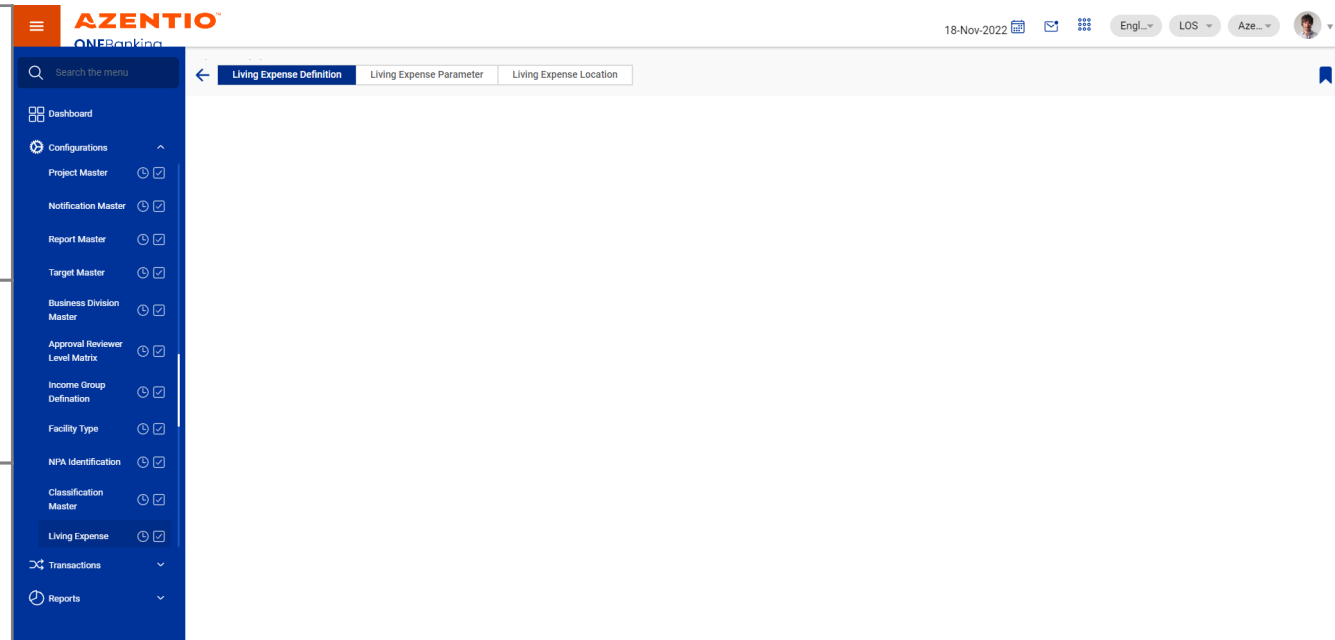 AZENTIO™
ONEBanking
18-Nov-2022
Engl...
LOS
Aze...
Search the menu
Living Expense Definition
Living Expense Parameter
Living Expense Location
Dashboard
Configurations
Project Master
Notification Master
Report Master
Target Master
Business Division
Master
Approval Reviewer
Level Matrix
Income Group
Defination
Facility Type
NPA Identification
Classification
Master
Living Expense
Transactions
Reports